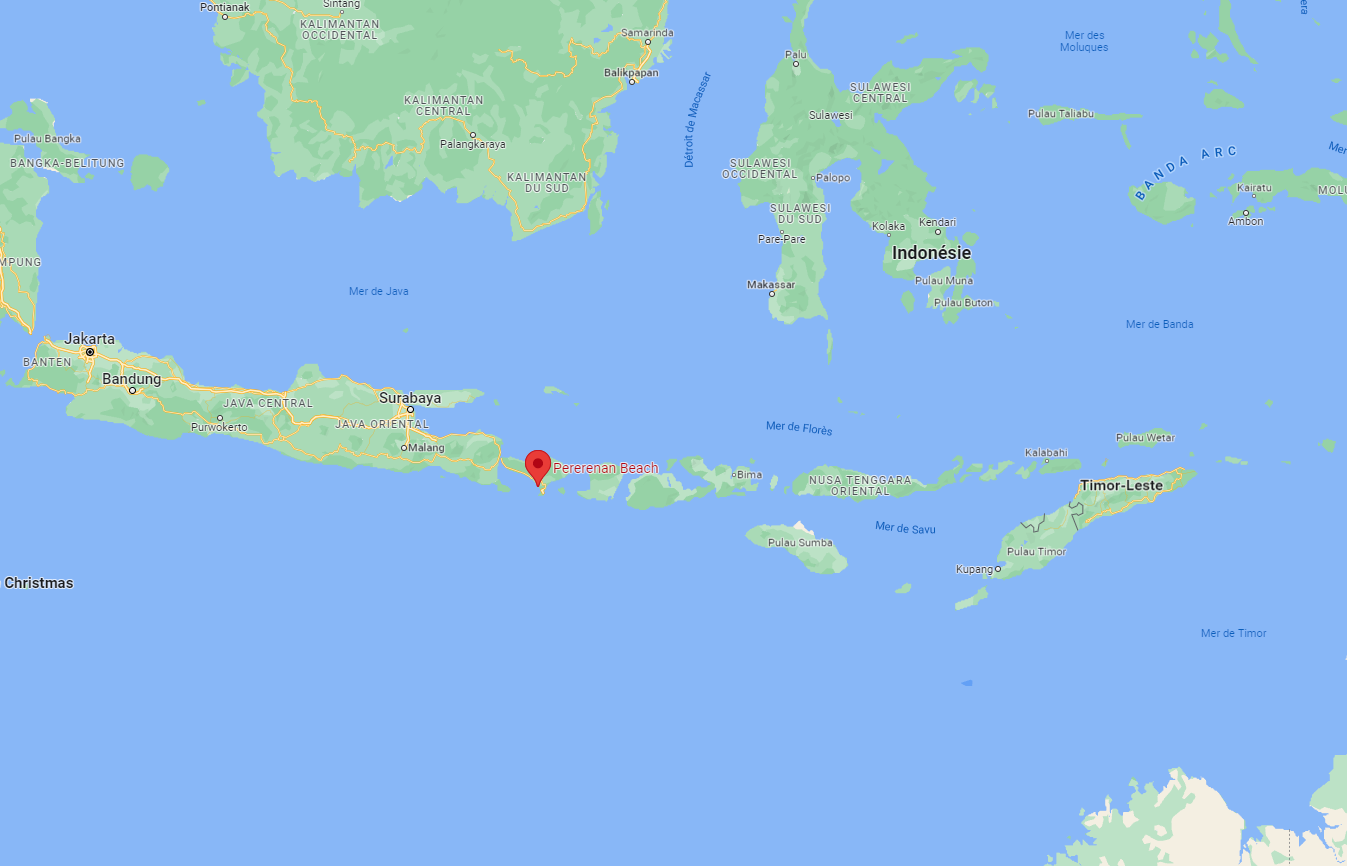 Sintang
Pontianak
KALIMANTAN
OCCIDENTAL
Samarinda
Mer des
Moluques
Palu
Balikpapan
Détroit de Macassar
SULAWESI
CENTRAL
KALIMANTAN
CENTRAL
Sulawesi
Pulau Taliabu
Pulau Bangka
Palangkaraya
BANDA ARC
Mer
BANGKA-BELITUNG
SULAWESI
OCCIDENTAL
KALIMANTAN
DU SUD
Palopo
Kairatu
MOLU
SULAWESI
DU SUD
Ambon
Kolaka
Kendari
Pare-Pare
Indonésie
MPUNG
Pulau Muna
Makassar
Mer de Java
Pulau Buton
Mer de Banda
Jakarta
BANTEN
Bandung
JAVA CENTRAL
Surabaya
Purwokerto
JAVA ORIENTAL
Mer de Florès
Malang
Pulau Wetar
Kalabahi
Pererenan Beach
Bima
NUSA TENGGARA
ORIENTAL
Timor-Leste
Mer de Savu
Pulau Sumba
Pulau Timor
Kupang
Christmas
Mer de Timor